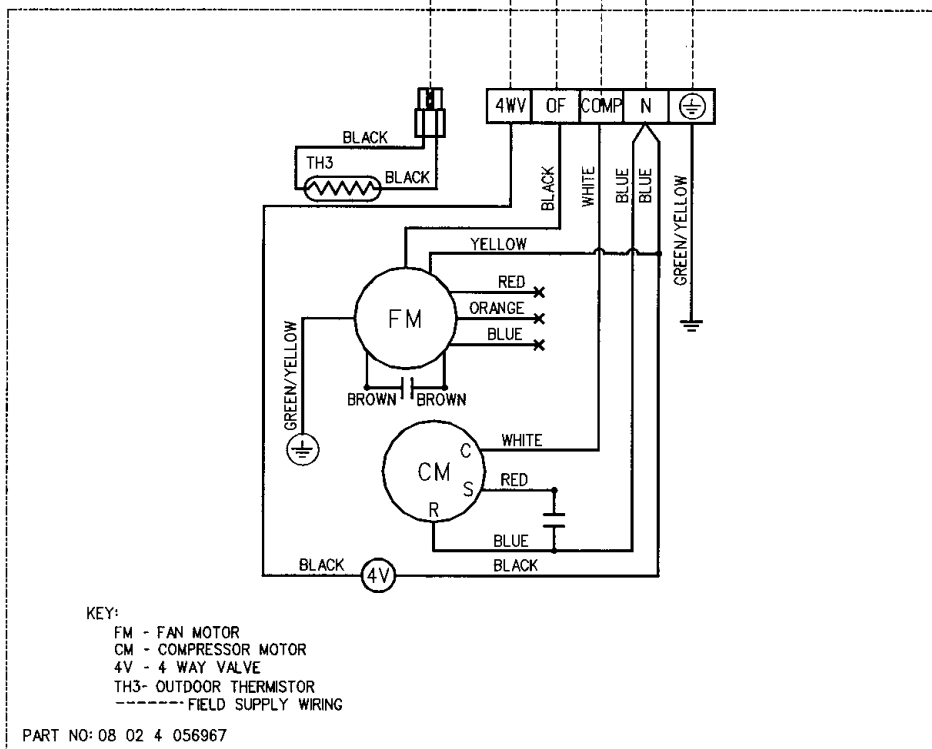 4WV OF COMP N
BLACK
TH3
BLACK
BLACK
WHITE
BLUE
BLUE
GREEN/YELLOW
YELLOW
RED
ORANGE
BLUE
FM
GREEN/YELLOW
BROWN BROWN
WHITE
C
CM
RED
S
R
BLUE
BLACK
4V
BLACK
KEY:
FM - FAN MOTOR
CM - COMPRESSOR MOTOR
4V - 4 WAY VALVE
TH3- OUTDOOR THERMISTOR
------- FIELD SUPPLY WIRING
PART NO: 08 02 4 056967